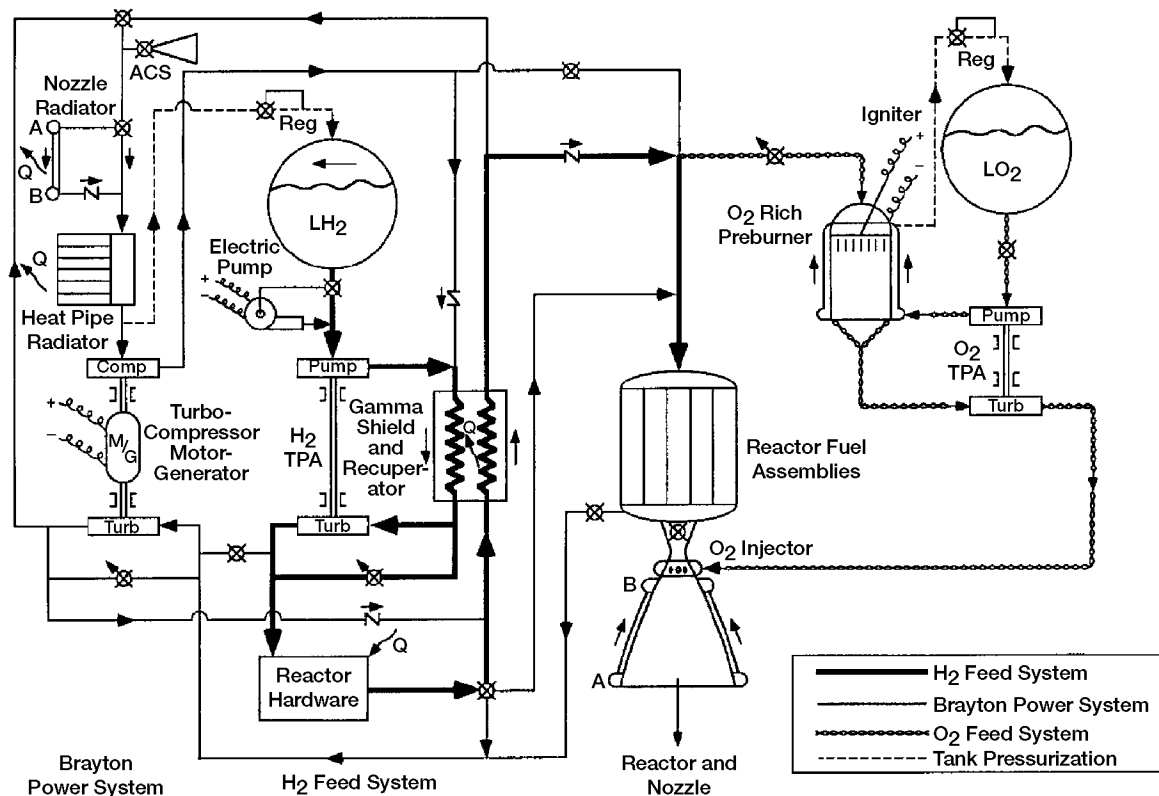 ACS
Nozzle
Radiator
A
Q
B
Q
Heat Pipe
Radiator
Comp
+
−
M/G
Turbo-
Compressor
Motor-
Generator
Turb
Reg
LH2
Electric
Pump
+
−
Pump
H2
TPA
Turb
Gamma
Shield
and
Recuper-
ator
Q
Reactor
Hardware
Q
Igniter
+
−
Reg
LO2
O2 Rich
Preburner
Pump
O2
TPA
Turb
Reactor Fuel
Assemblies
O2 Injector
B
A
H2 Feed System
Brayton Power System
O2 Feed System
Tank Pressurization
Brayton
Power System
H2 Feed System
Reactor and
Nozzle